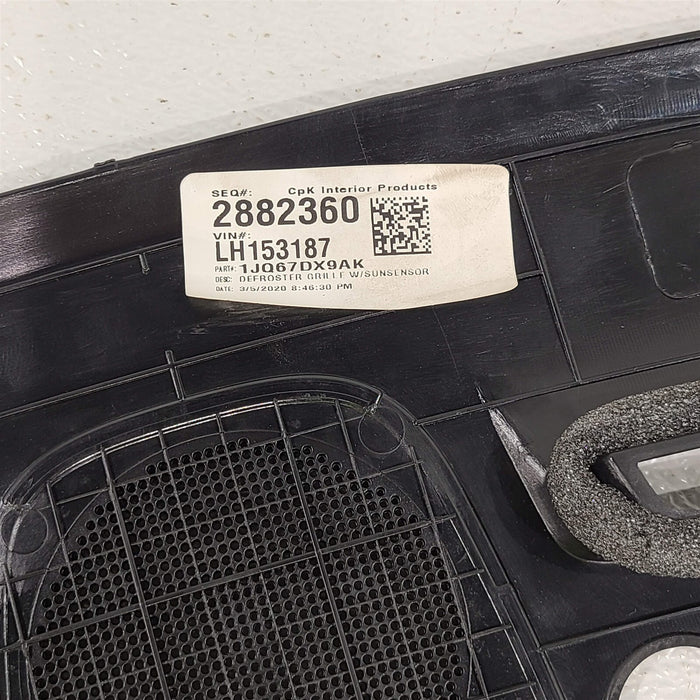 SEQ#: CpK Interior Products
2882360
VIN#:
LH153187
PART#: 1JQ67DX9AK
DESC: DEFROSTER GRILLE W/SUNSENSOR
DATE: 3/5/2020 8:46:30 PM